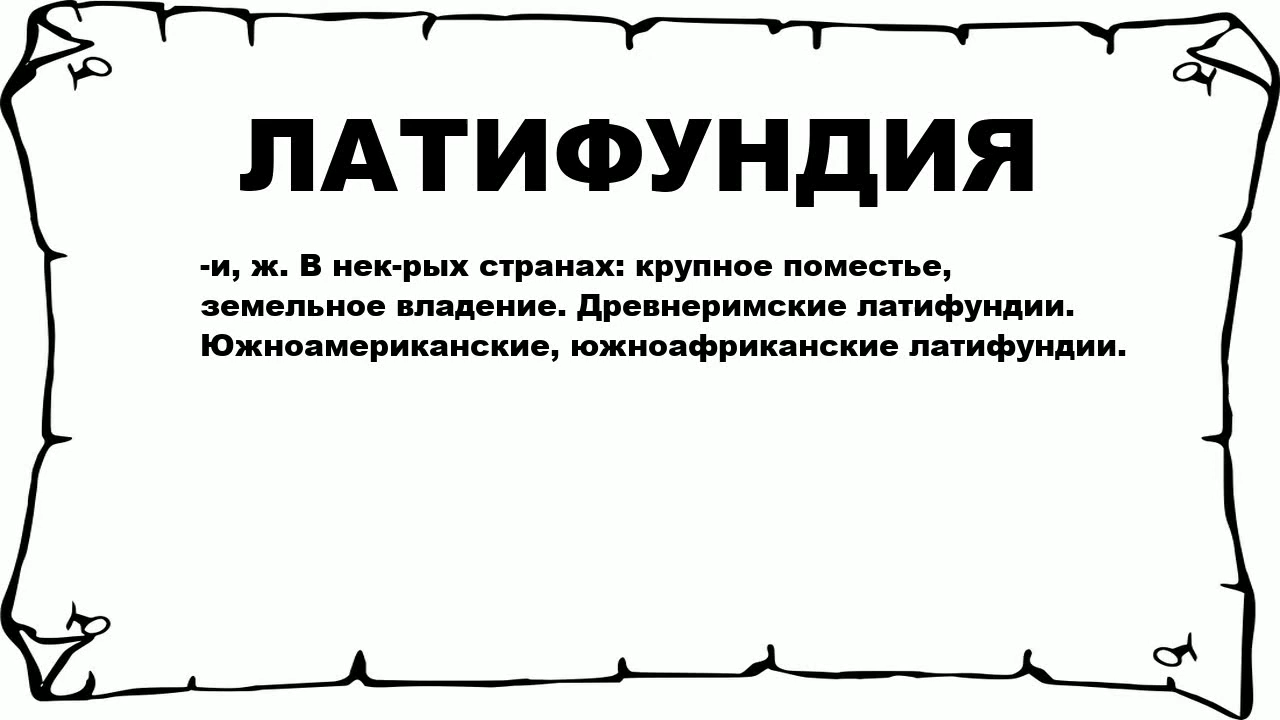 ЛАТИФУНДИЯ
-и, ж. В нек-рых странах: крупное поместье,
земельное владение. Древнеримские латифундии.
Южноамериканские, южноафриканские латифундии.